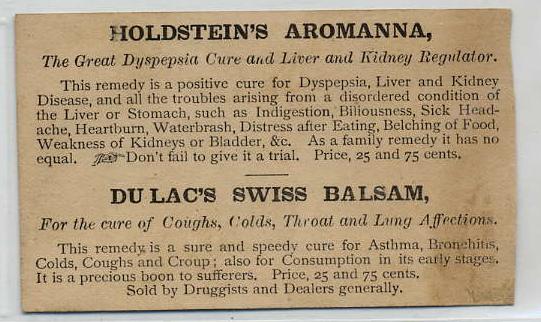 HOLDSTEIN'S AROMANNA,
The Great Dyspepsia Cure and Liver and Kidney Regulator.
This remedy is a positive cure for Dyspepsia, Liver and Kidney
Disease, and all the troubles arising from a disordered condition of
the Liver or Stomach, such as Indigestion, Biliousness, Sick Head-
ache, Heartburn, Waterbrash, Distress after Eating, Belching of Food,
Weakness of Kidneys or Bladder, &c. As a family remedy it has no
equal. Don't fail to give it a trial. Price, 25 and 75 cents.
DU LAC'S SWISS BALSAM,
For the cure of Coughs, Colds, Throat and Lung Affections.
This remedy is a sure and speedy cure for Asthma, Bronchitis,
Colds, Coughs and Croup; also for Consumption in its early stages.
It is a precious boon to sufferers. Price, 25 and 75 cents.
Sold by Druggists and Dealers generally.